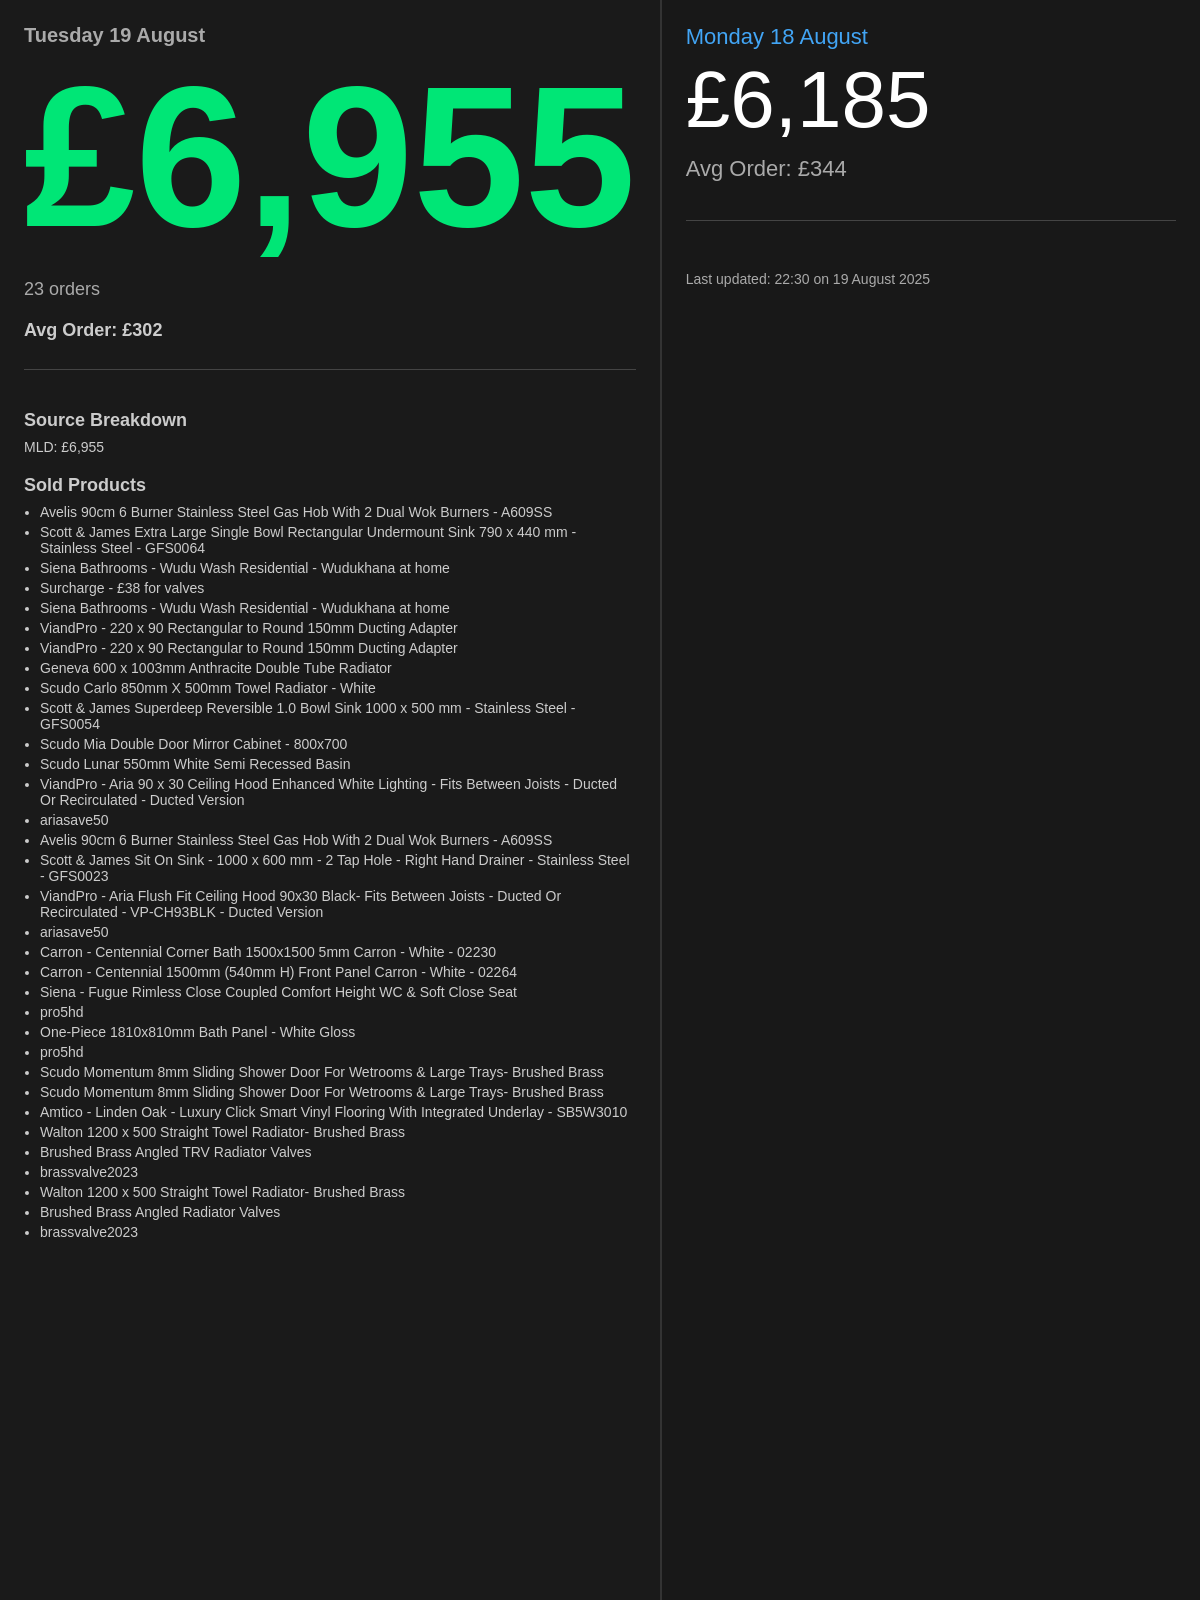 Tuesday 19 August
£6,955
23 orders
Avg Order: £302
Source Breakdown
MLD: £6,955
Sold Products
• Avelis 90cm 6 Burner Stainless Steel Gas Hob With 2 Dual Wok Burners - A609SS
• Scott & James Extra Large Single Bowl Rectangular Undermount Sink 790 x 440 mm -
Stainless Steel - GFS0064
• Siena Bathrooms - Wudu Wash Residential - Wudukhana at home
• Surcharge - £38 for valves
• Siena Bathrooms - Wudu Wash Residential - Wudukhana at home
• ViandPro - 220 x 90 Rectangular to Round 150mm Ducting Adapter
• ViandPro - 220 x 90 Rectangular to Round 150mm Ducting Adapter
• Geneva 600 x 1003mm Anthracite Double Tube Radiator
• Scudo Carlo 850mm X 500mm Towel Radiator - White
• Scott & James Superdeep Reversible 1.0 Bowl Sink 1000 x 500 mm - Stainless Steel -
GFS0054
• Scudo Mia Double Door Mirror Cabinet - 800x700
• Scudo Lunar 550mm White Semi Recessed Basin
• ViandPro - Aria 90 x 30 Ceiling Hood Enhanced White Lighting - Fits Between Joists - Ducted
Or Recirculated - Ducted Version
• ariasave50
• Avelis 90cm 6 Burner Stainless Steel Gas Hob With 2 Dual Wok Burners - A609SS
• Scott & James Sit On Sink - 1000 x 600 mm - 2 Tap Hole - Right Hand Drainer - Stainless Steel
- GFS0023
• ViandPro - Aria Flush Fit Ceiling Hood 90x30 Black- Fits Between Joists - Ducted Or
Recirculated - VP-CH93BLK - Ducted Version
• ariasave50
• Carron - Centennial Corner Bath 1500x1500 5mm Carron - White - 02230
• Carron - Centennial 1500mm (540mm H) Front Panel Carron - White - 02264
• Siena - Fugue Rimless Close Coupled Comfort Height WC & Soft Close Seat
• pro5hd
• One-Piece 1810x810mm Bath Panel - White Gloss
• pro5hd
• Scudo Momentum 8mm Sliding Shower Door For Wetrooms & Large Trays- Brushed Brass
• Scudo Momentum 8mm Sliding Shower Door For Wetrooms & Large Trays- Brushed Brass
• Amtico - Linden Oak - Luxury Click Smart Vinyl Flooring With Integrated Underlay - SB5W3010
• Walton 1200 x 500 Straight Towel Radiator- Brushed Brass
• Brushed Brass Angled TRV Radiator Valves
• brassvalve2023
• Walton 1200 x 500 Straight Towel Radiator- Brushed Brass
• Brushed Brass Angled Radiator Valves
• brassvalve2023
Monday 18 August
£6,185
Avg Order: £344
Last updated: 22:30 on 19 August 2025